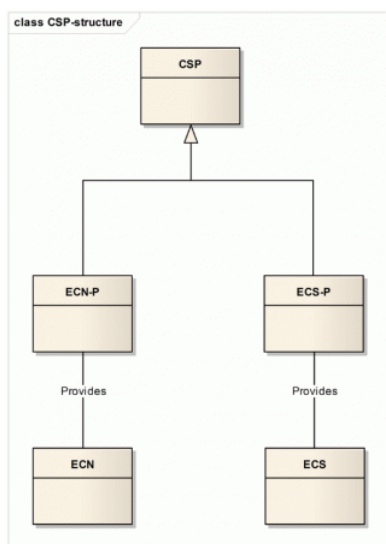 class CSP-structure
CSP
ECN-P
ECS-P
Provides
Provides
ECN
ECS